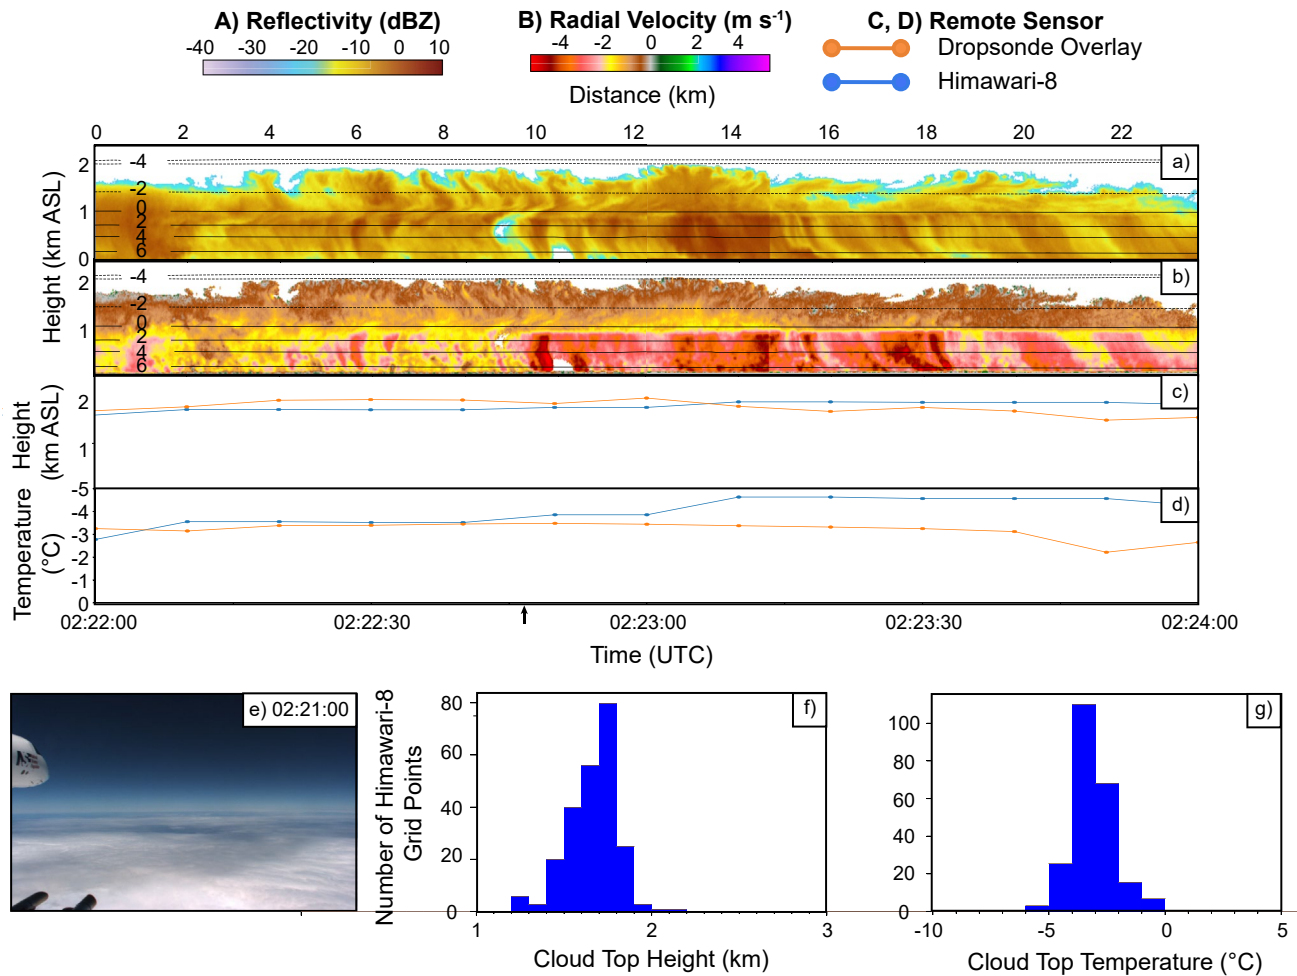 A) Reflectivity (dBZ)
-40 -30 -20 -10 0 10
B) Radial Velocity (m s-1)
-4 -2 0 2 4
C, D) Remote Sensor
Dropsonde Overlay
Himawari-8
Distance (km)
0 2 4 6 8 10 12 14 16 18 20 22
Height (km ASL)
2
1
0
-4
-2
0
2
4
6
a)
2
1
-4
-2
0
2
4
6
b)
Height
(km ASL)
2
1
c)
Temperature
(°C)
-5
-4
-3
-2
-1
0
d)
02:22:00 02:22:30 02:23:00 02:23:30 02:24:00
Time (UTC)
e) 02:21:00
Number of Himawari-8
Grid Points
80
60
40
20
0
f)
1 2 3
Cloud Top Height (km)
100
80
60
40
20
0
g)
-10 -5 0 5
Cloud Top Temperature (°C)